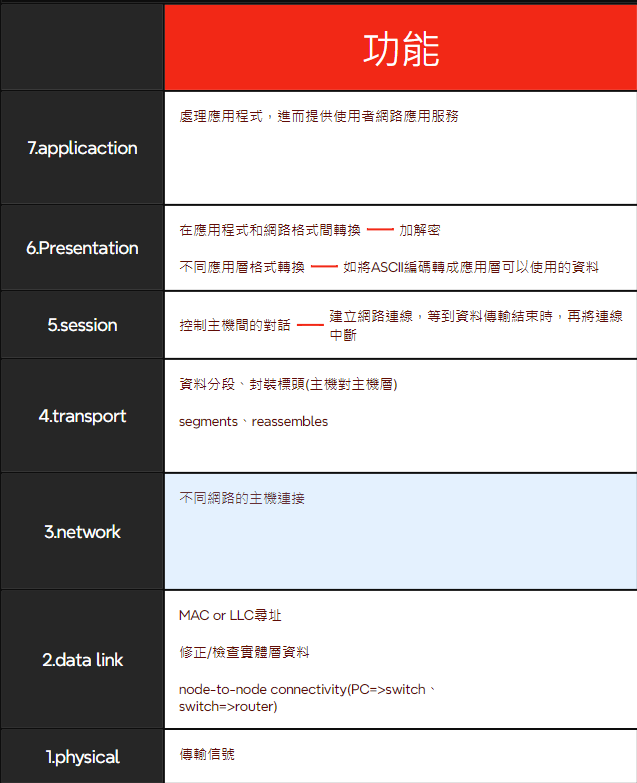 功能
7.applicaction
處理應用程式，進而提供使用者網路應用服務
6.Presentation
在應用程式和網路格式間轉換 加解密
不同應用層格式轉換 如將ASCII編碼轉成應用層可以使用的資料
5.session
控制主機間的對話
建立網路連線，等到資料傳輸結束時，再將連線
中斷
4.transport
資料分段、封裝標頭(主機對主機層)
segments、reassembles
3.network
不同網路的主機連接
2.data link
MAC or LLC尋址
修正/檢查實體層資料
node-to-node connectivity(PC=>switch、
switch=>router)
1.physical
傳輸信號